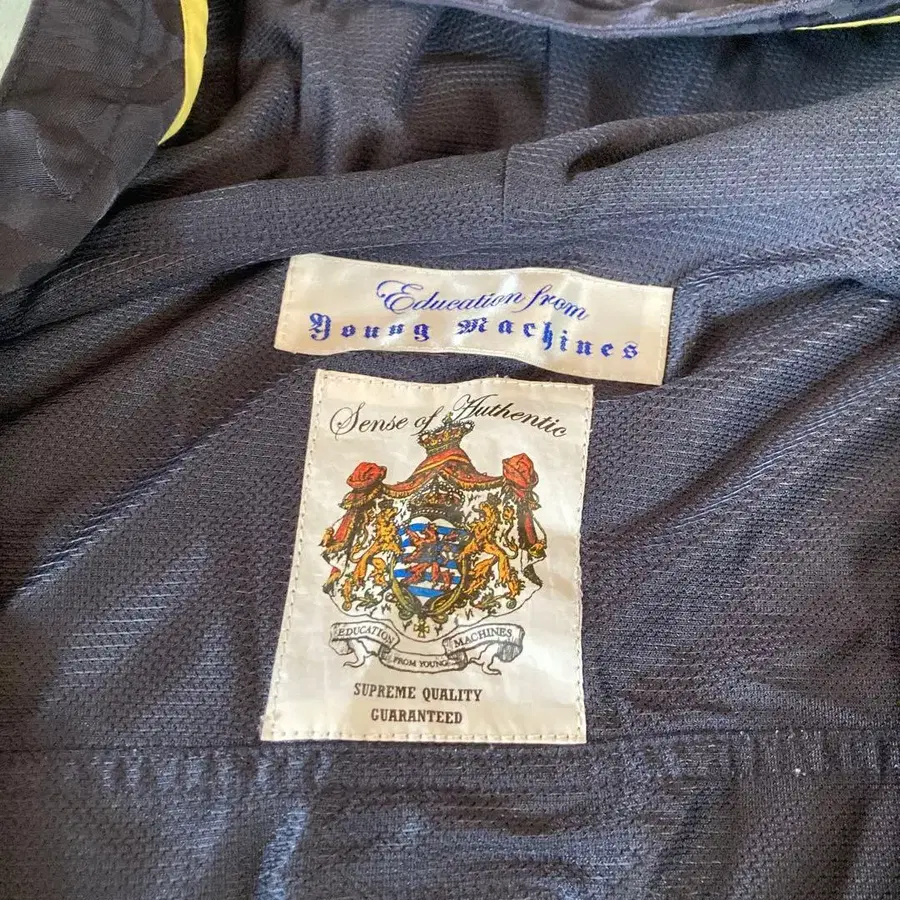 Education from
Young Machines
Sense of Authentic
EDUCATION FROM YOUNG MACHINES
SUPREME QUALITY
GUARANTEED